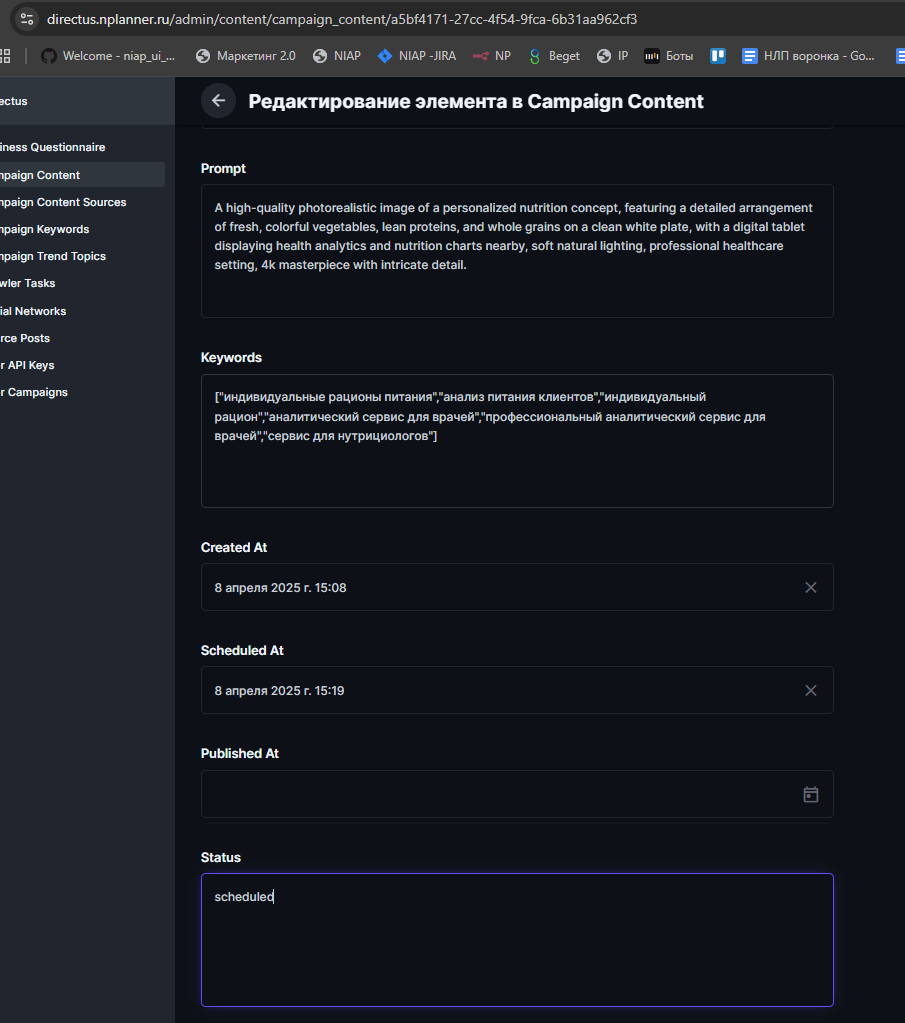 directus.nplanner.ru/admin/content/campaign_content/a5bf4171-27cc-4f54-9fca-6b31aa962cf3
Welcome - niap_ui_... Маркетинг 2.0 NIAP NIAP -JIRA NP Beget IP Боты НЛП воронка - Go...
ectus
Редактирование элемента в Campaign Content
iness Questionnaire
mpaign Content
mpaign Content Sources
mpaign Keywords
mpaign Trend Topics
wler Tasks
ial Networks
rce Posts
r API Keys
r Campaigns
Prompt
A high-quality photorealistic image of a personalized nutrition concept, featuring a detailed arrangement
of fresh, colorful vegetables, lean proteins, and whole grains on a clean white plate, with a digital tablet
displaying health analytics and nutrition charts nearby, soft natural lighting, professional healthcare
setting, 4k masterpiece with intricate detail.
Keywords
["индивидуальные рационы питания","анализ питания клиентов","индивидуальный
рацион","аналитический сервис для врачей","профессиональный аналитический сервис для
врачей","сервис для нутрициологов"]
Created At
8 апреля 2025 г. 15:08
Scheduled At
8 апреля 2025 г. 15:19
Published At
Status
scheduled